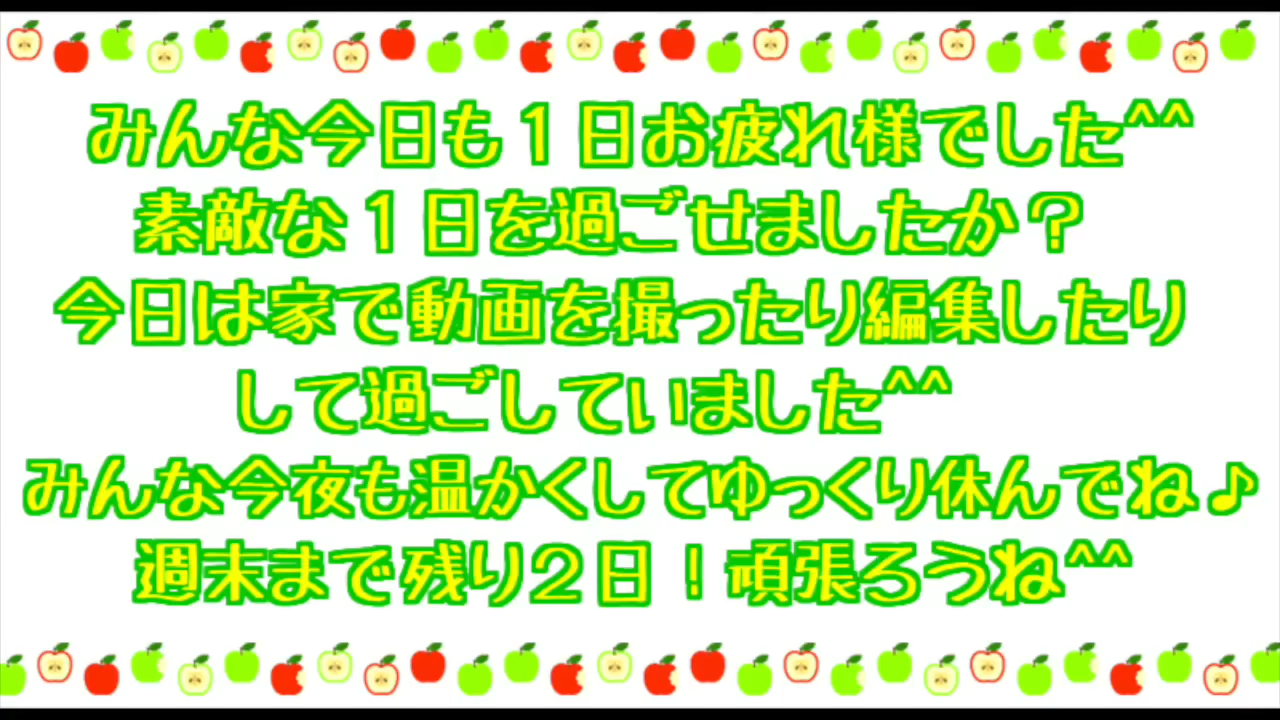 みんな今日も１日お疲れ様でした^^
素敵な１日を過ごせましたか？
今日は家で動画を撮ったり編集したり
して過ごしていました^^
みんな今夜も温かくしてゆっくり休んでね♪
週末まで残り２日！頑張ろうね^^